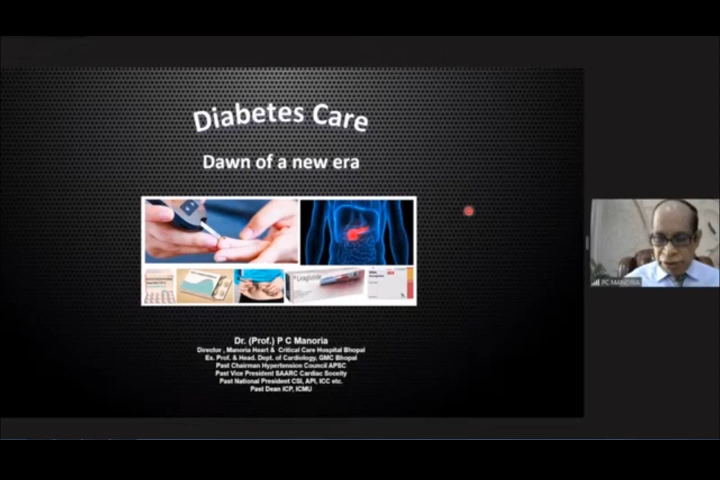 Diabetes Care
Dawn of a new era
Liraglutide
Dr. (Prof.) P C Manoria
Director , Manoria Heart & Critical Care Hospital Bhopal
Ex. Prof. & Head. Dept. of Cardiology, GMC Bhopal
Past Chairman Hypertension Council APSC
Past Vice President SAARC Cardiac Soceity
Past National President CSI, API, ICC etc.
Past Dean ICP, ICMU
PC MANORIA